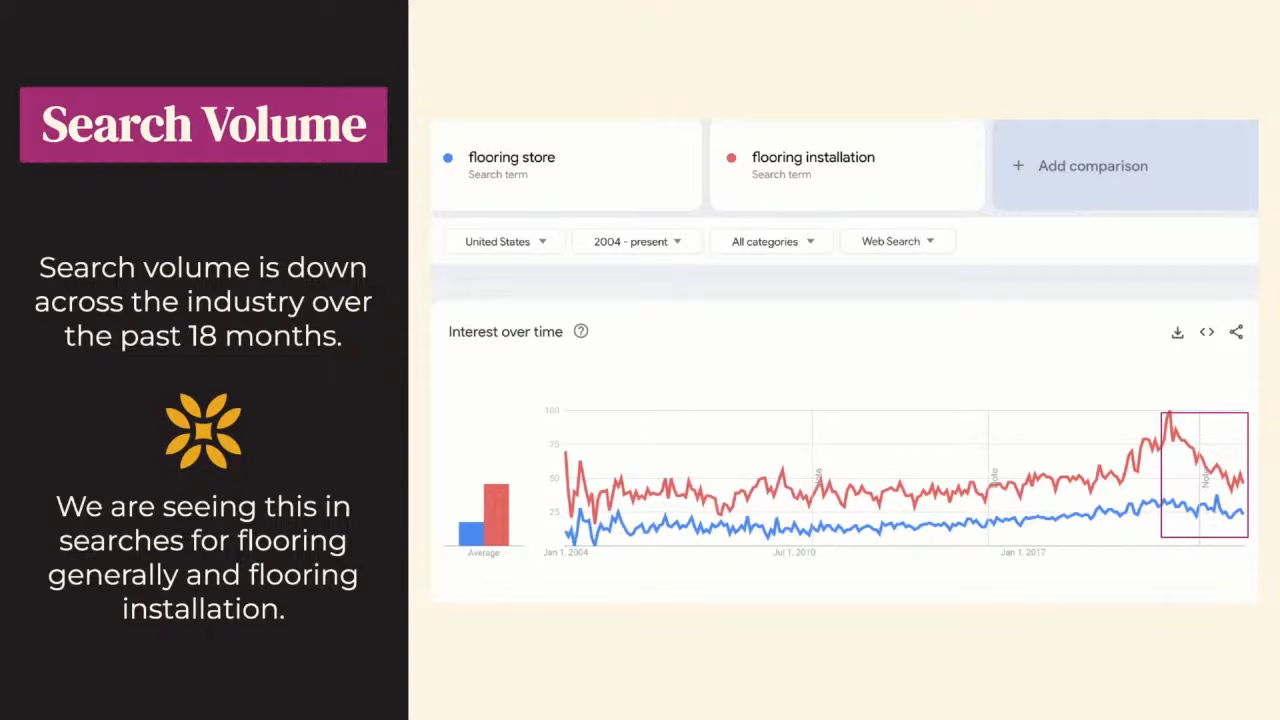 Search Volume
Search volume is down
across the industry over
the past 18 months.
We are seeing this in
searches for flooring
generally and flooring
installation.
flooring store
Search term
flooring installation
Search term
+ Add comparison
United States
2004 - present
All categories
Web Search
Interest over time
100
75
50
25
Note
Note
Note
Average
Jan 1, 2004
Jul 1, 2010
Jan 1, 2017